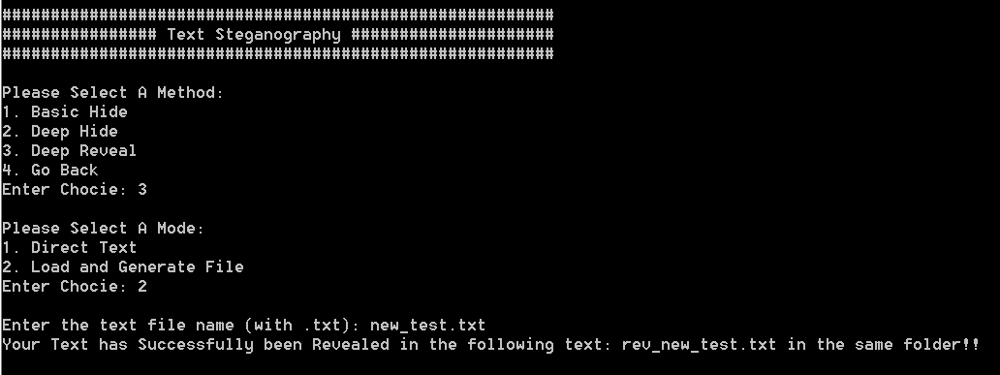 #########################################################
################ Text Steganography #####################
#########################################################
Please Select A Method:
1. Basic Hide
2. Deep Hide
3. Deep Reveal
4. Go Back
Enter Chocie: 3
Please Select A Mode:
1. Direct Text
2. Load and Generate File
Enter Chocie: 2
Enter the text file name (with .txt): new_test.txt
Your Text has Successfully been Revealed in the following text: rev_new_test.txt in the same folder!!